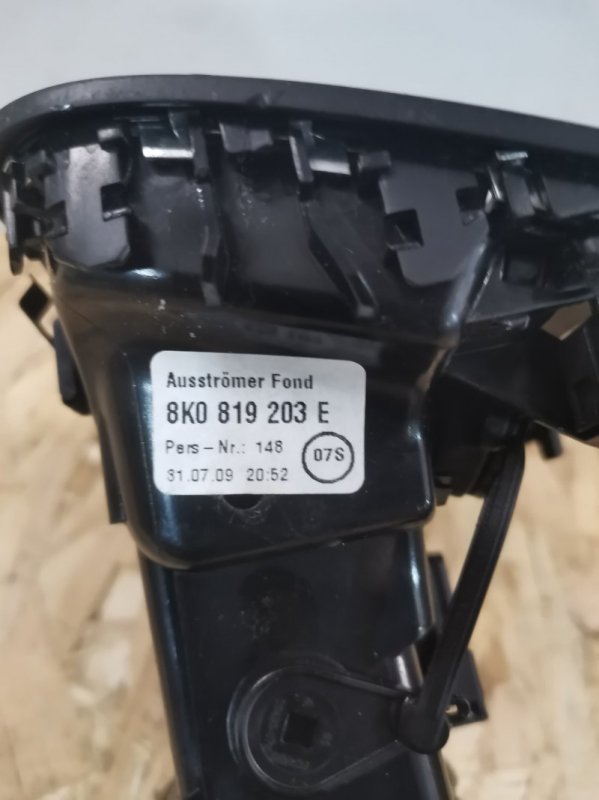 Ausströmer Fond
8K0 819 203 E
Pers-Nr.: 148
07S
31.07.09 20:52